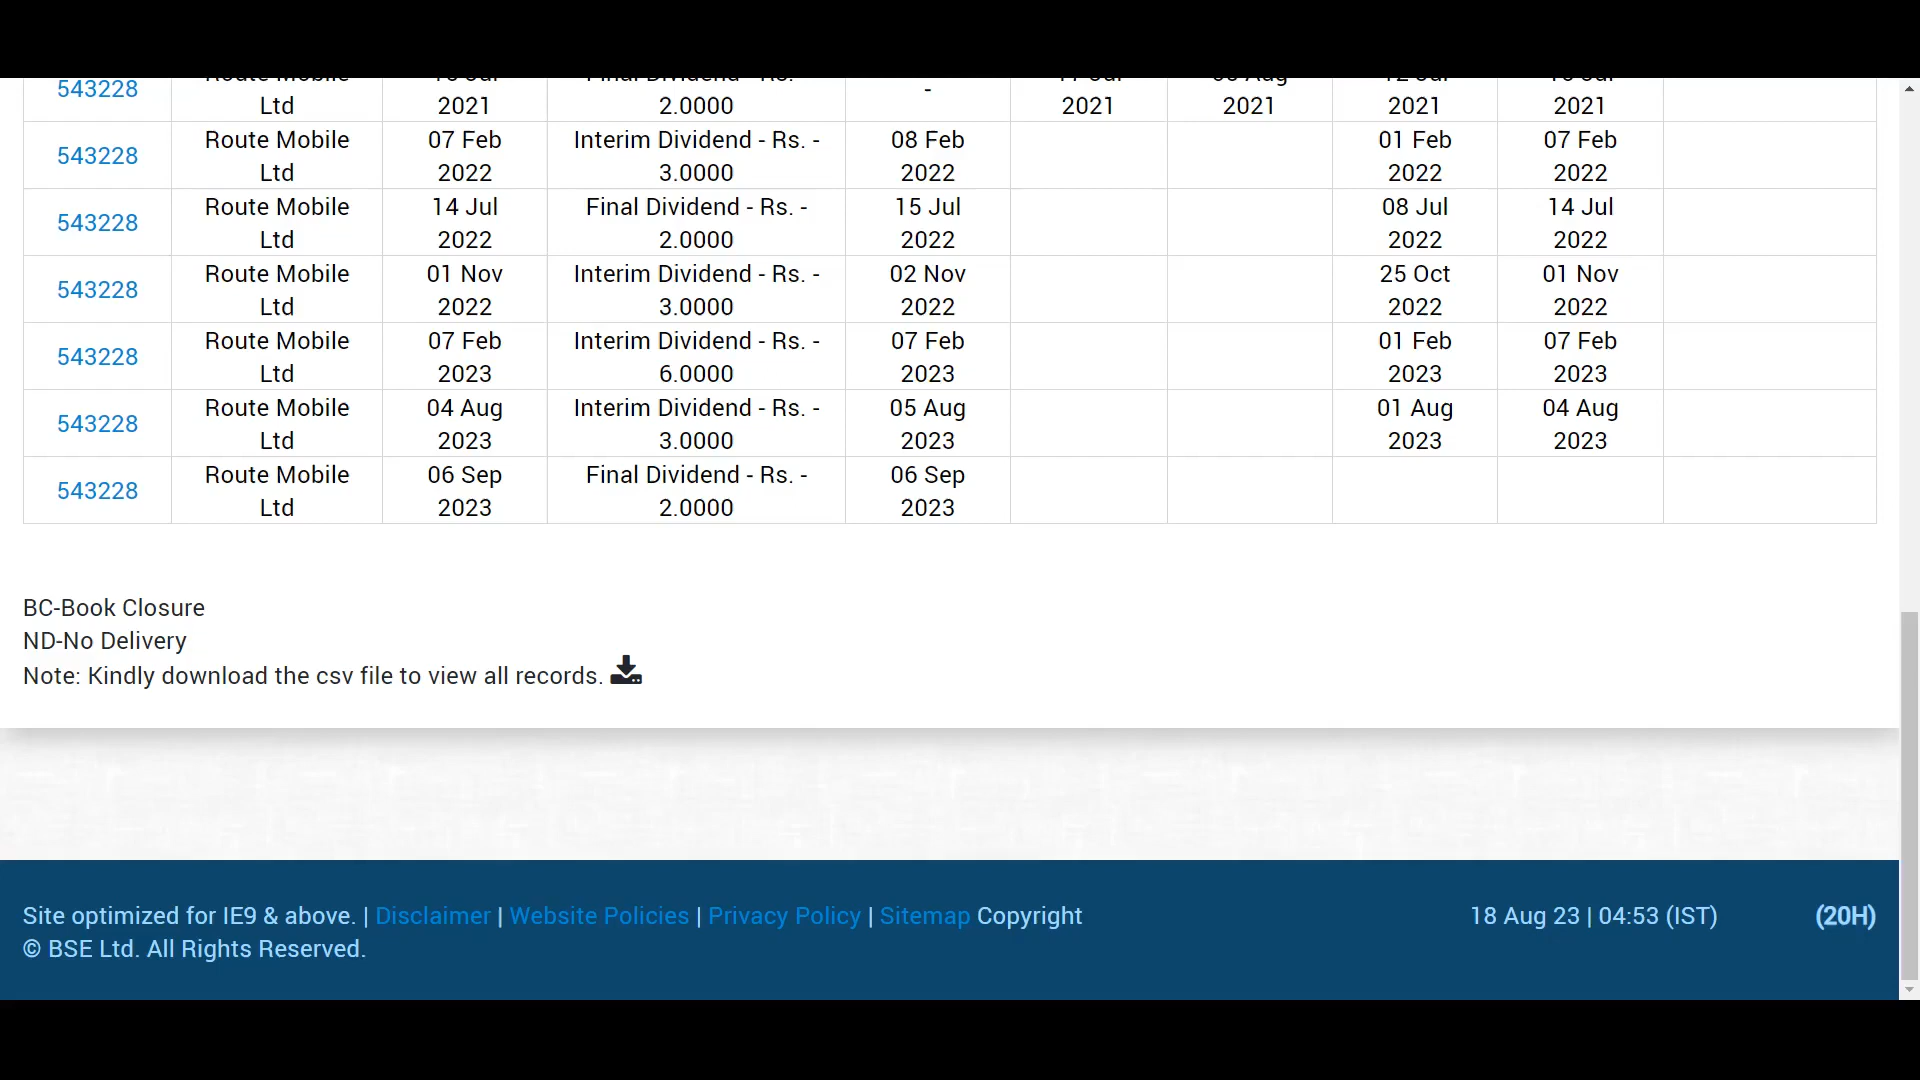 543228 - 
Ltd 2021 2.0000 2021 2021 2021 2021
Route Mobile 07 Feb Interim Dividend - Rs. - 08 Feb 01 Feb 07 Feb
543228
Ltd 2022 3.0000 2022 2022 2022
Route Mobile 14 Jul Final Dividend - Rs. - 15 Jul 08 Jul 14 Jul
543228
Ltd 2022 2.0000 2022 2022 2022
Route Mobile 01 Nov Interim Dividend - Rs. - 02 Nov 25 Oct 01 Nov
543228
Ltd 2022 3.0000 2022 2022 2022
Route Mobile 07 Feb Interim Dividend - Rs. - 07 Feb 01 Feb 07 Feb
543228
Ltd 2023 6.0000 2023 2023 2023
Route Mobile 04 Aug Interim Dividend - Rs. - 05 Aug 01 Aug 04 Aug
543228
Ltd 2023 3.0000 2023 2023 2023
Route Mobile 06 Sep Final Dividend - Rs. - 06 Sep
543228
Ltd 2023 2.0000 2023
BC-Book Closure
ND-No Delivery
Note: Kindly download the csv file to view all records.
Site optimized for IE9 & above. | Disclaimer | Website Policies | Privacy Policy | Sitemap Copyright 18 Aug 23 | 04:53 (IST) (20H)
© BSE Ltd. All Rights Reserved.